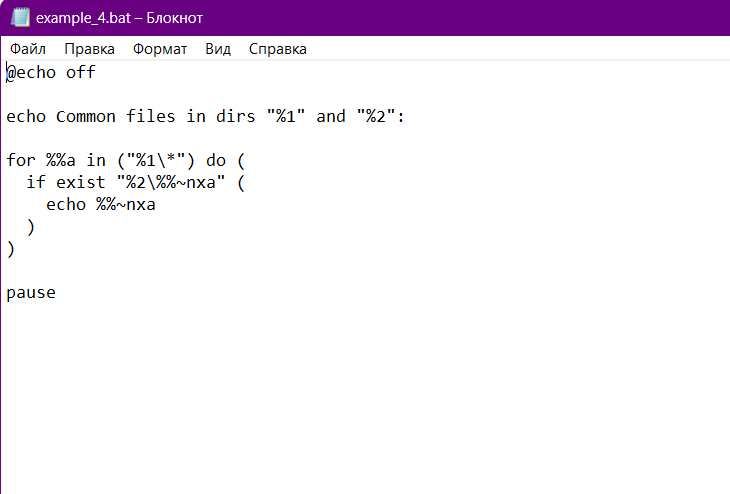 example_4.bat – Блокнот
Файл Правка Формат Вид Справка
@echo off
echo Common files in dirs "%1" and "%2":
for %%a in ("%1\*") do (
  if exist "%2\%%~nxa" (
    echo %%~nxa
  )
)
pause